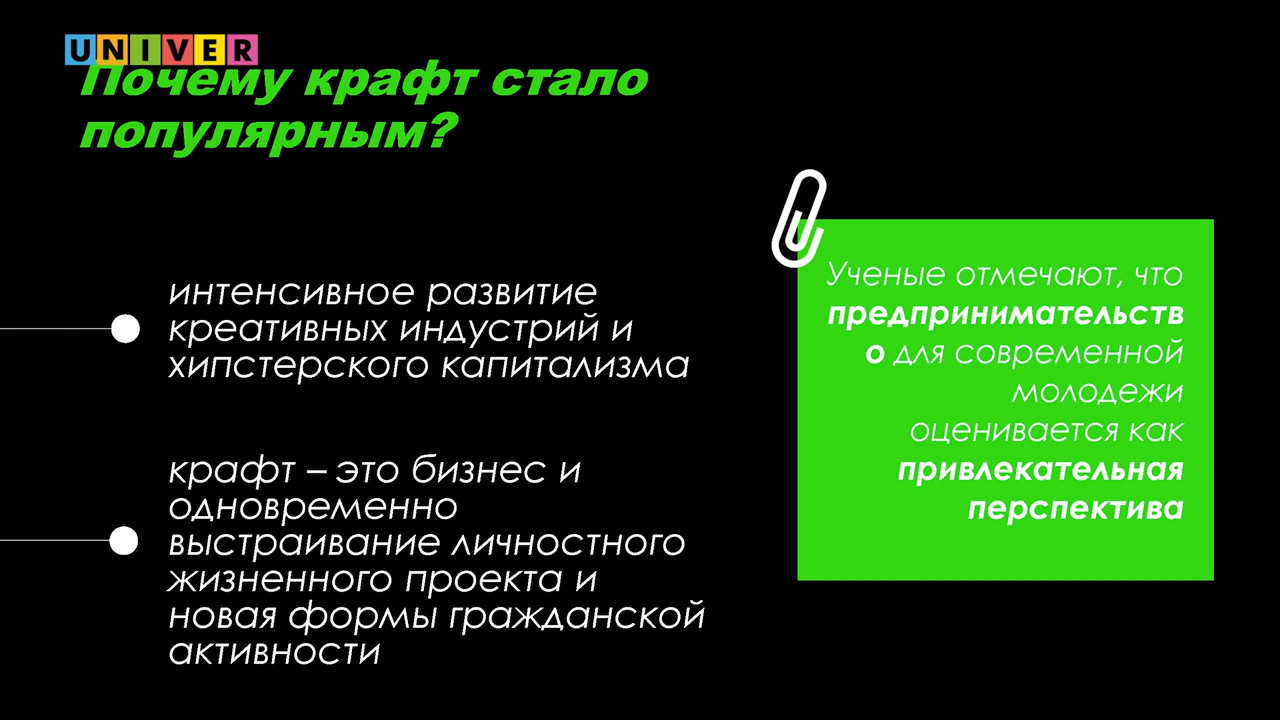 UNIVER
Почему крафт стало
популярным?
интенсивное развитие
креативных индустрий и
хипстерского капитализма
крафт – это бизнес и
одновременно
выстраивание личностного
жизненного проекта и
новая формы гражданской
активности
Ученые отмечают, что
предпринимательств
о для современной
молодежи
оценивается как
привлекательная
перспектива